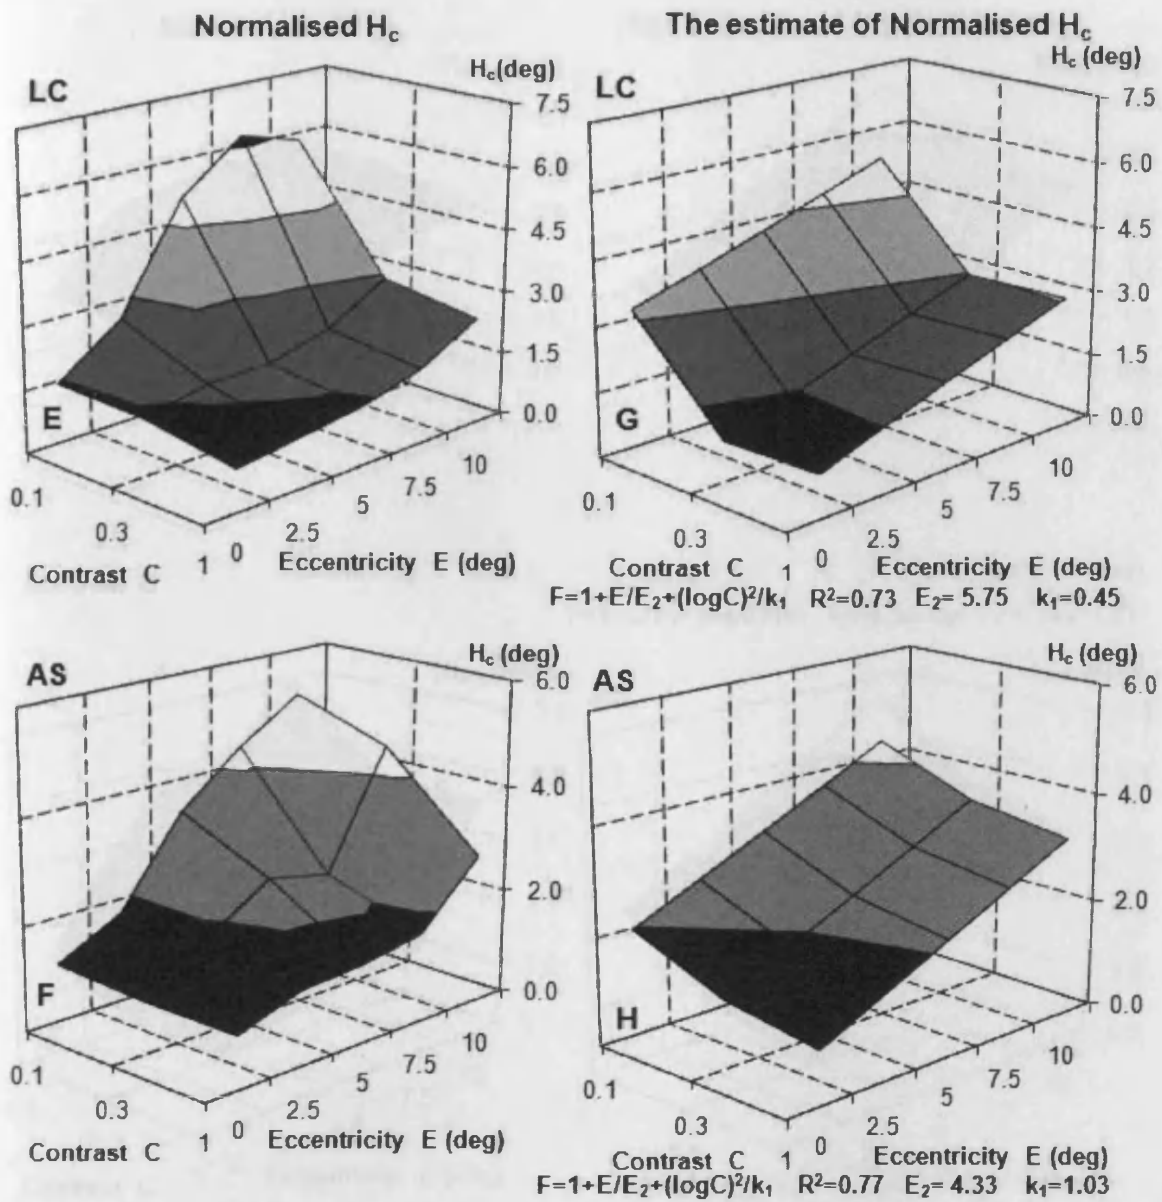 Normalised Hc
The estimate of Normalised Hc
LC
Hc(deg)
7.5
6.0
4.5
3.0
1.5
0.0
E
0.1
0.3
1
Contrast C
0
2.5
5
7.5
10
Eccentricity E (deg)
LC
Hc (deg)
7.5
6.0
4.5
3.0
1.5
0.0
G
0.1
0.3
1
Contrast C
0
2.5
5
7.5
10
Eccentricity E (deg)
F=1+E/E2+(logC)²/k1 R²=0.73 E2= 5.75 k1=0.45
AS
Hc (deg)
6.0
4.0
2.0
0.0
F
0.1
0.3
1
Contrast C
0
2.5
5
7.5
10
Eccentricity E (deg)
AS
Hc (deg)
6.0
4.0
2.0
0.0
H
0.1
0.3
1
Contrast C
0
2.5
5
7.5
10
Eccentricity E (deg)
F=1+E/E2+(logC)²/k1 R²=0.77 E2= 4.33 k1=1.03